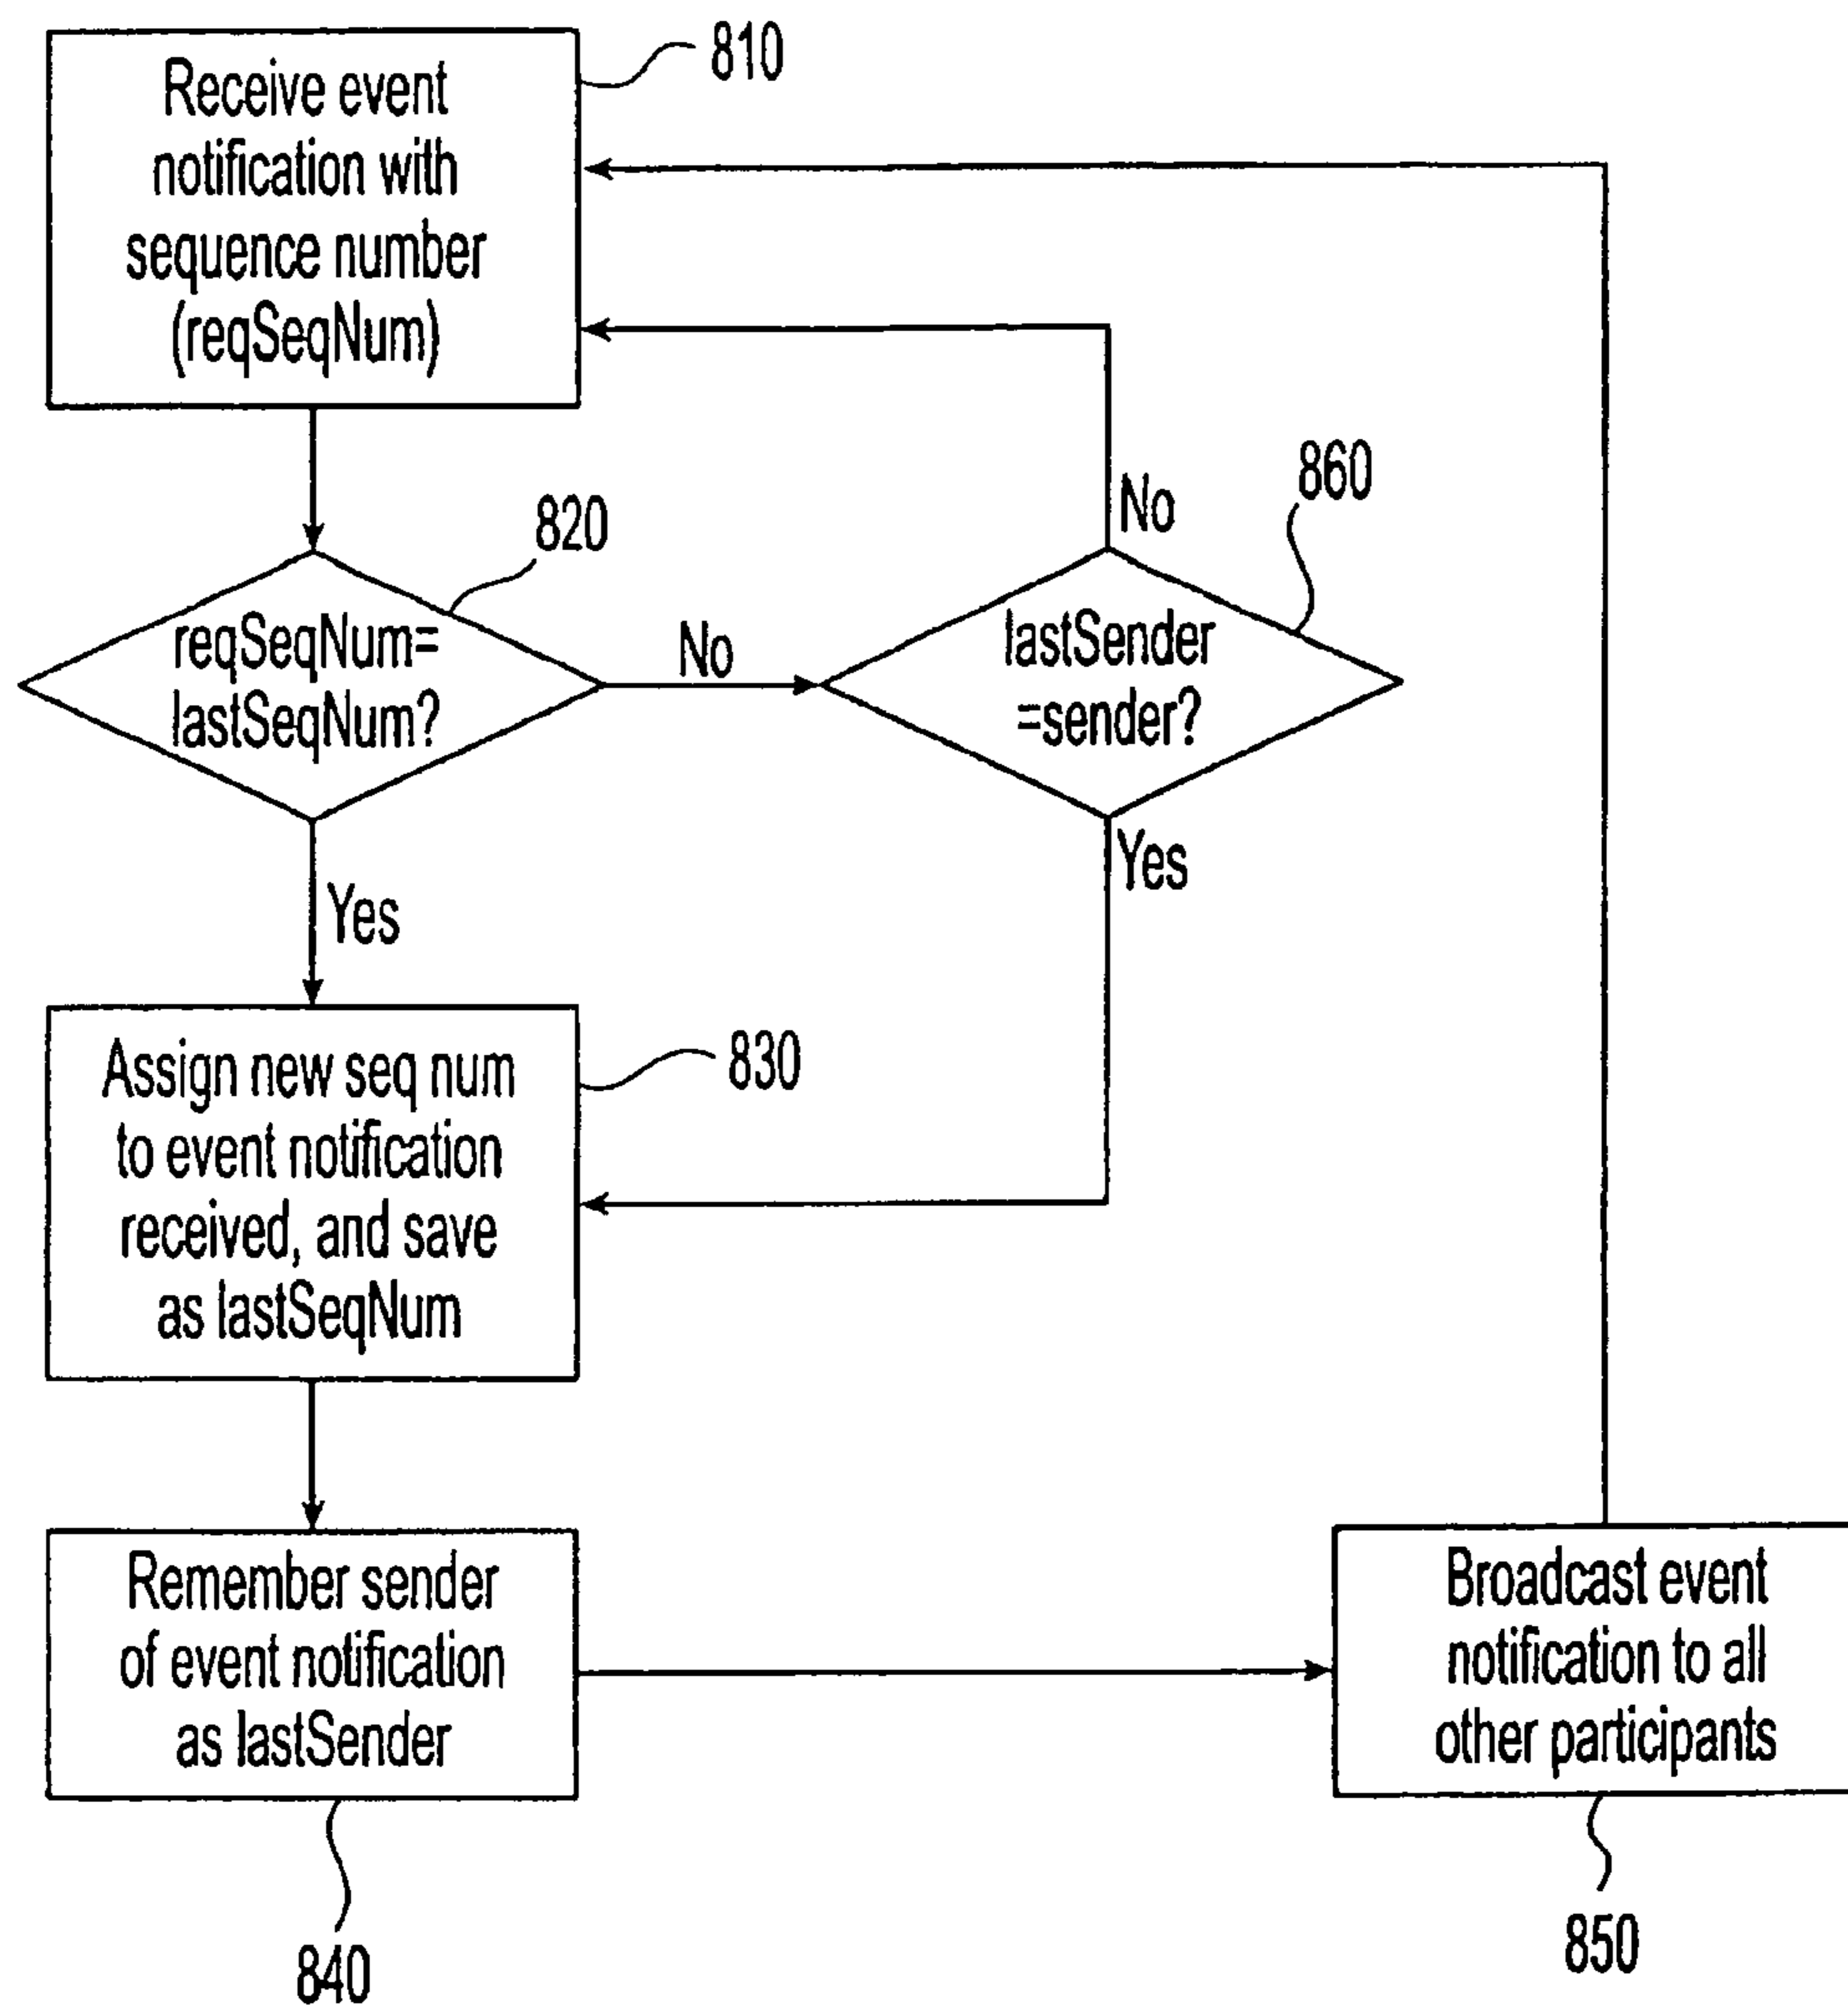 Receive event
notification with
sequence number
(reqSeqNum)
810
820
reqSeqNum=
lastSeqNum?
No
Yes
860
No
lastSender
=sender?
Yes
Assign new seq num
to event notification
received, and save
as lastSeqNum
830
Remember sender
of event notification
as lastSender
840
Broadcast event
notification to all
other participants
850